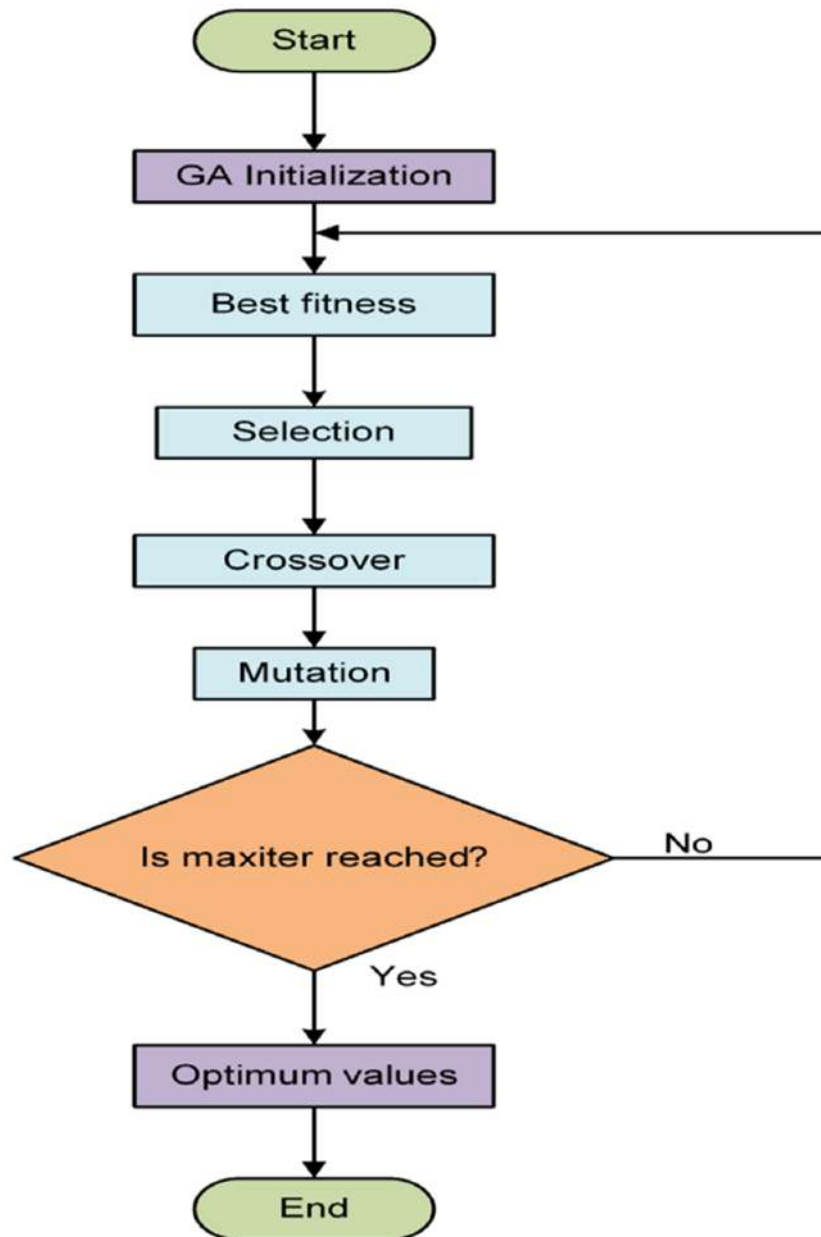 Start
GA Initialization
Best fitness
Selection
Crossover
Mutation
Is maxiter reached?
No
Yes
Optimum values
End